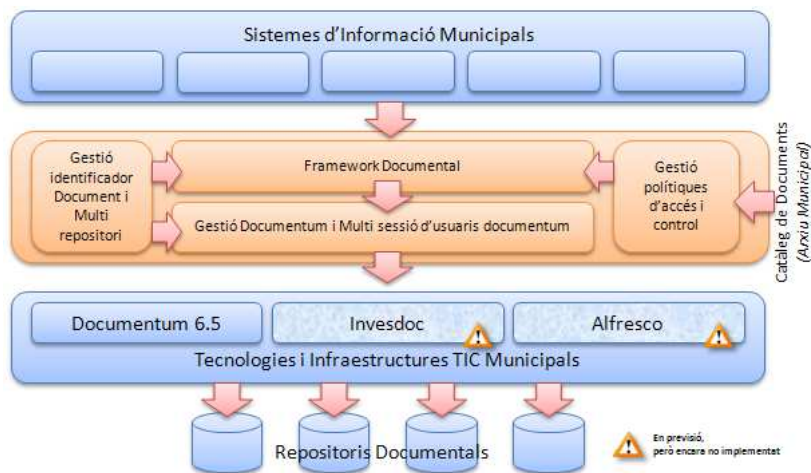 Sistemes d'Informació Municipals
Gestió
identificador
Document i
Multi
repositori
Framework Documental
Gestió Documentum i Multi sessió d'usuaris documentum
Gestió
polítiques
d'accés i
control
Catàleg de Documents
(Arxiu Municipal)
Documentum 6.5
Invesdoc
Alfresco
Tecnologies i Infraestructures TIC Municipals
Repositoris Documentals
En previsió,
però encara no implementat